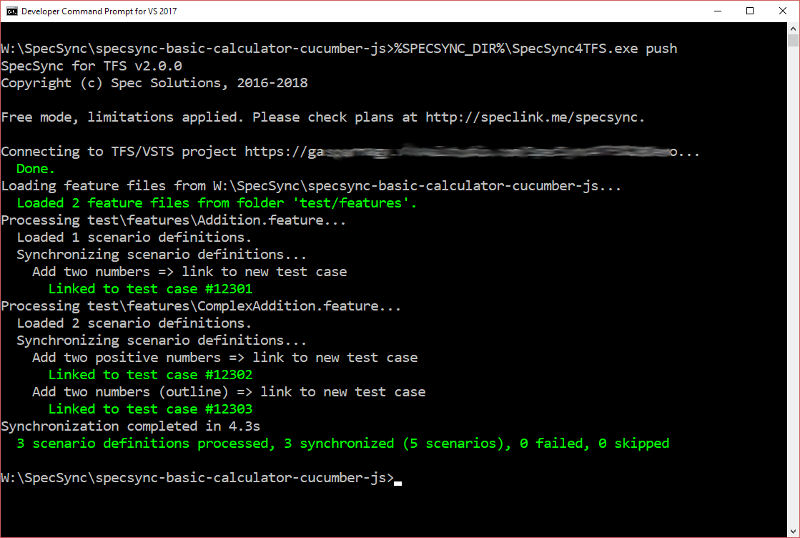 Developer Command Prompt for VS 2017
W:\SpecSync\specsync-basic-calculator-cucumber-js>%SPECSYNC_DIR%\SpecSync4TFS.exe push
SpecSync for TFS v2.0.0
Copyright (c) Spec Solutions, 2016-2018
Free mode, limitations applied. Please check plans at http://speclink.me/specsync.
Connecting to TFS/VSTS project https://ga o...
Done.
Loading feature files from W:\SpecSync\specsync-basic-calculator-cucumber-js...
Loaded 2 feature files from folder 'test/features'.
Processing test\features\Addition.feature...
Loaded 1 scenario definitions.
Synchronizing scenario definitions...
Add two numbers => link to new test case
Linked to test case #12301
Processing test\features\ComplexAddition.feature...
Loaded 2 scenario definitions.
Synchronizing scenario definitions...
Add two positive numbers => link to new test case
Linked to test case #12302
Add two numbers (outline) => link to new test case
Linked to test case #12303
Synchronization completed in 4.3s
3 scenario definitions processed, 3 synchronized (5 scenarios), 0 failed, 0 skipped
W:\SpecSync\specsync-basic-calculator-cucumber-js>